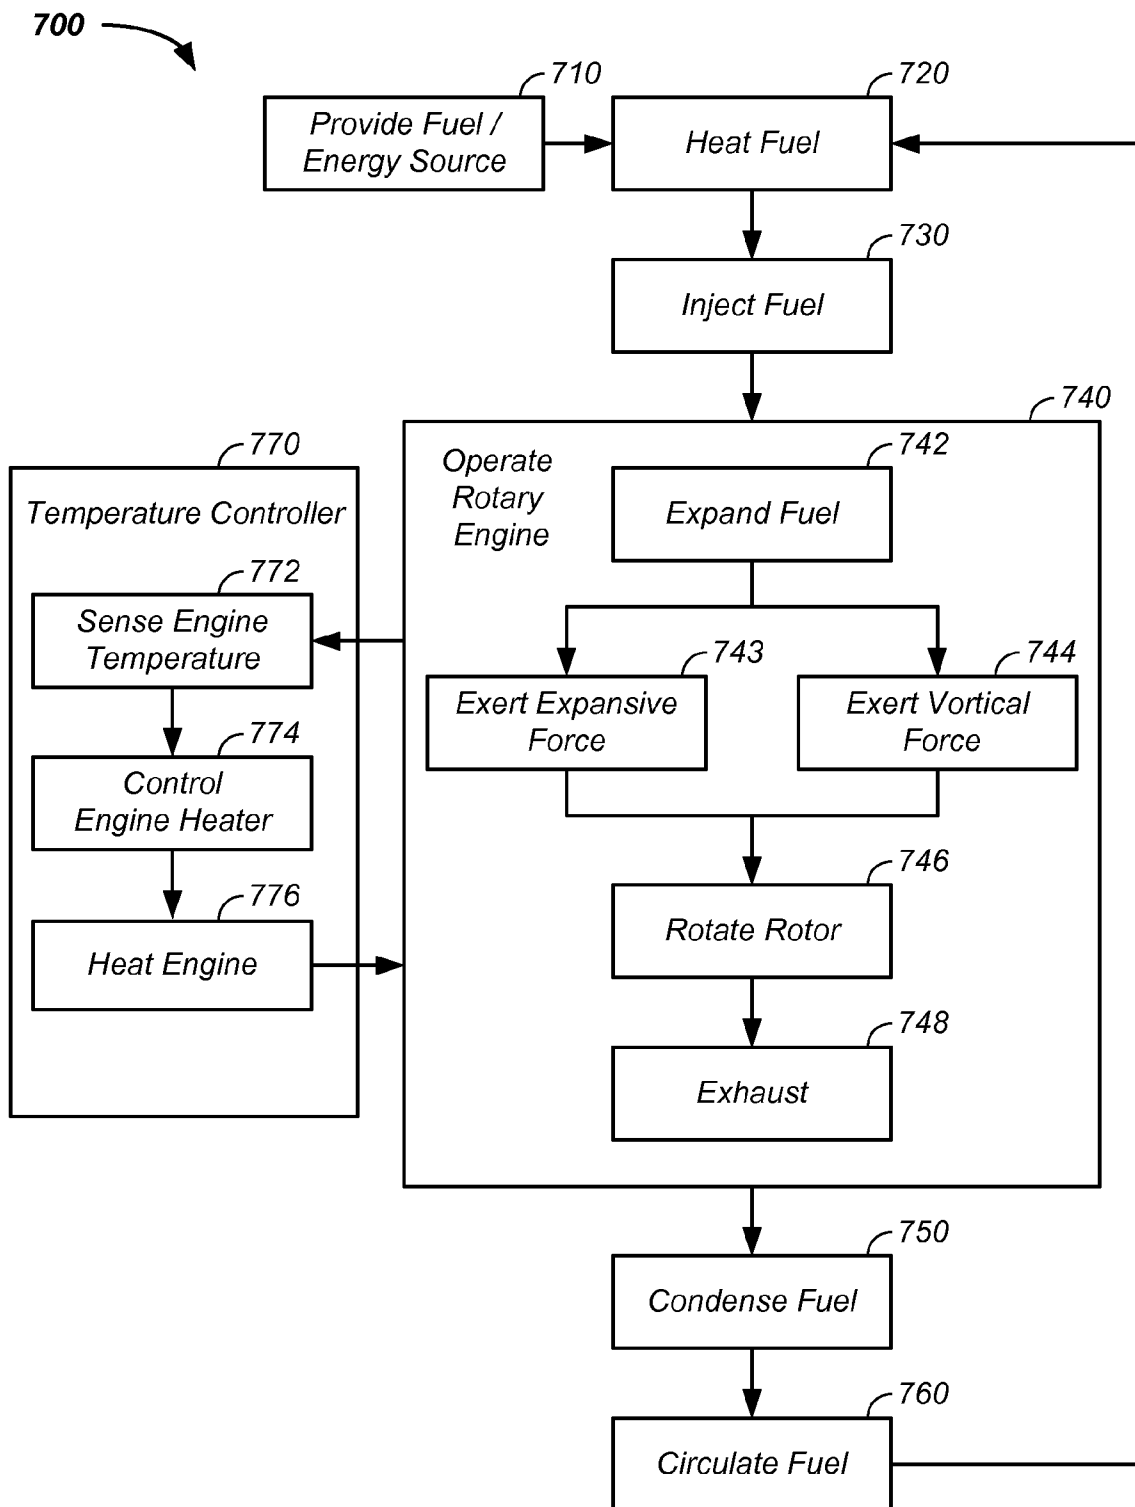 700
710
Provide Fuel /
Energy Source
720
Heat Fuel
730
Inject Fuel
740
Operate
Rotary
Engine
742
Expand Fuel
743
Exert Expansive
Force
744
Exert Vortical
Force
746
Rotate Rotor
748
Exhaust
770
Temperature Controller
772
Sense Engine
Temperature
774
Control
Engine Heater
776
Heat Engine
750
Condense Fuel
760
Circulate Fuel